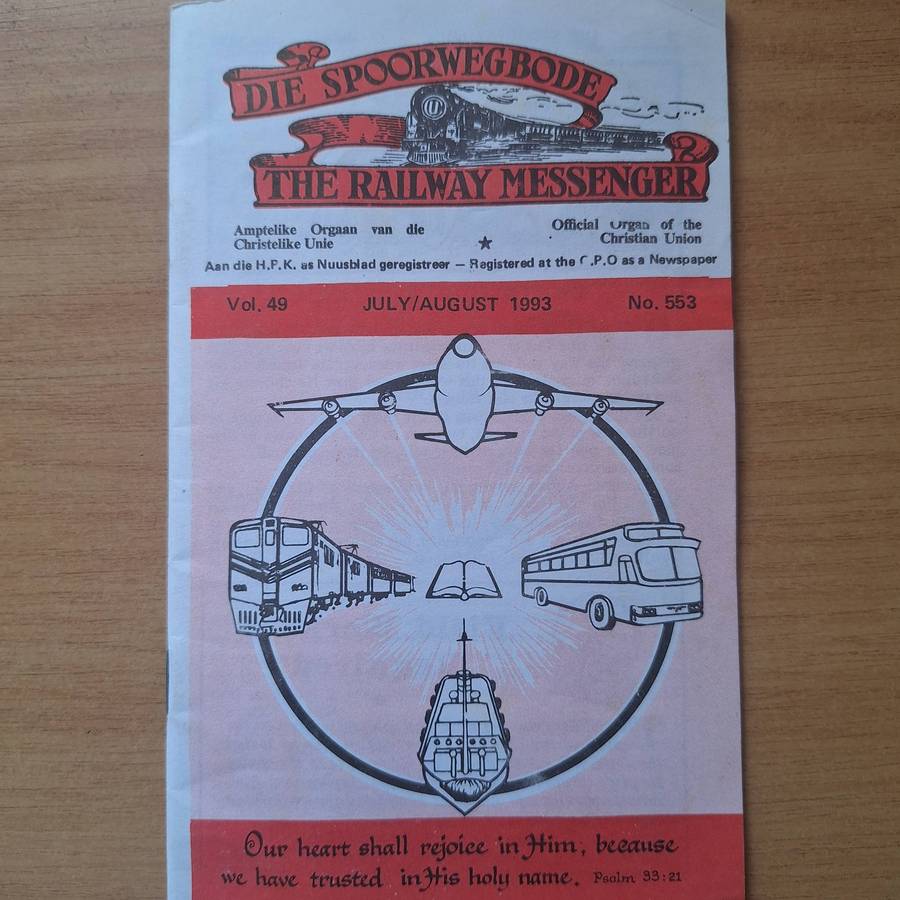 DIE SPOORWEGBODE
THE RAILWAY MESSENGER
Amptelike Orgaan van die
Christelike Unie
Official Organ of the
Christian Union
Aan die H.P.K. as Nuusblad geregistreer — Registered at the G.P.O as a Newspaper
Vol. 49 JULY/AUGUST 1993 No. 553
Our heart shall rejoice in Him, because
we have trusted in His holy name. Psalm 33:21